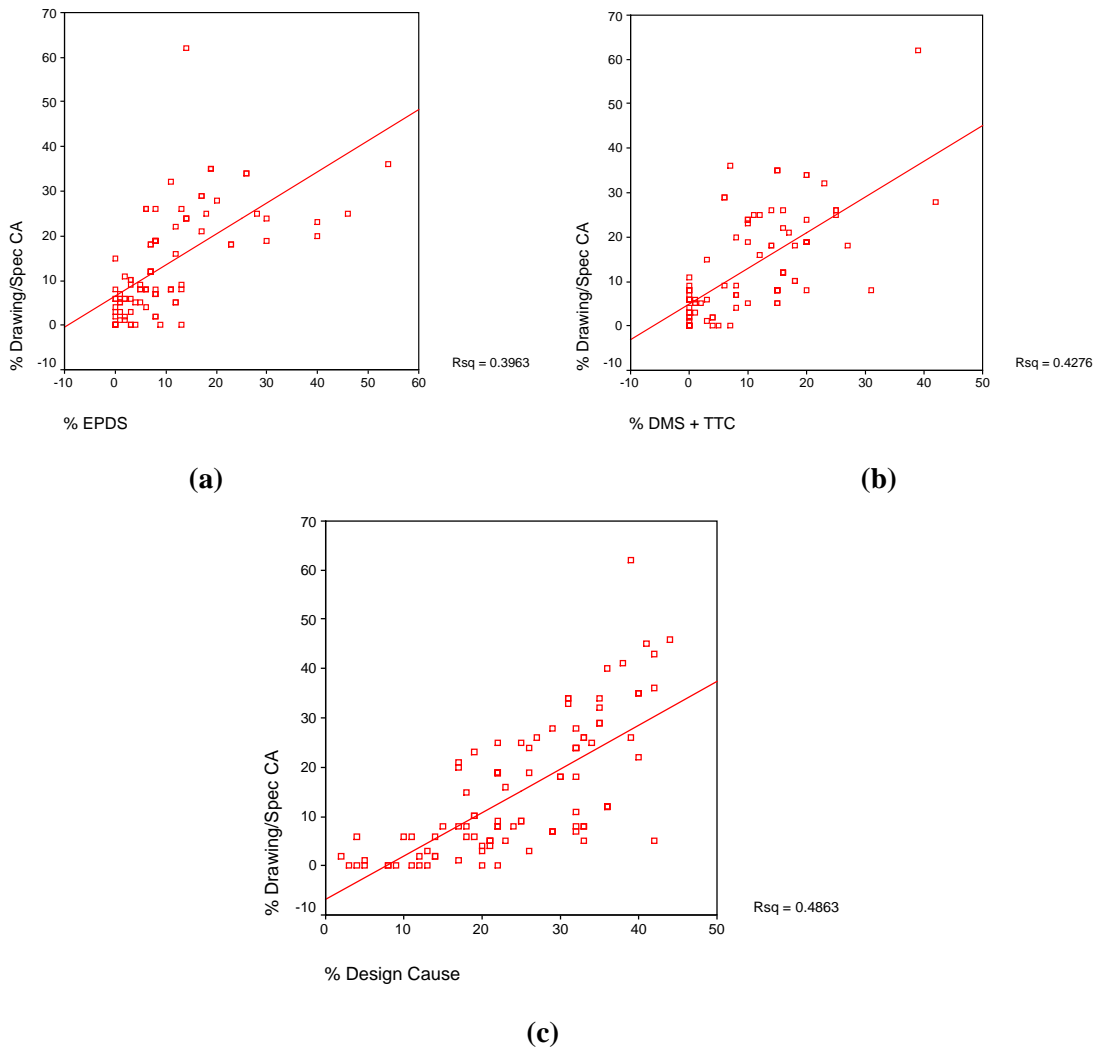 70
60
50
40
30
20
10
0
-10
% Drawing/Spec CA
-10 0 10 20 30 40 50 60
% EPDS
Rsq = 0.3963
(a)
70
60
50
40
30
20
10
0
-10
% Drawing/Spec CA
-10 0 10 20 30 40 50
% DMS + TTC
Rsq = 0.4276
(b)
70
60
50
40
30
20
10
0
-10
% Drawing/Spec CA
0 10 20 30 40 50
% Design Cause
Rsq = 0.4863
(c)